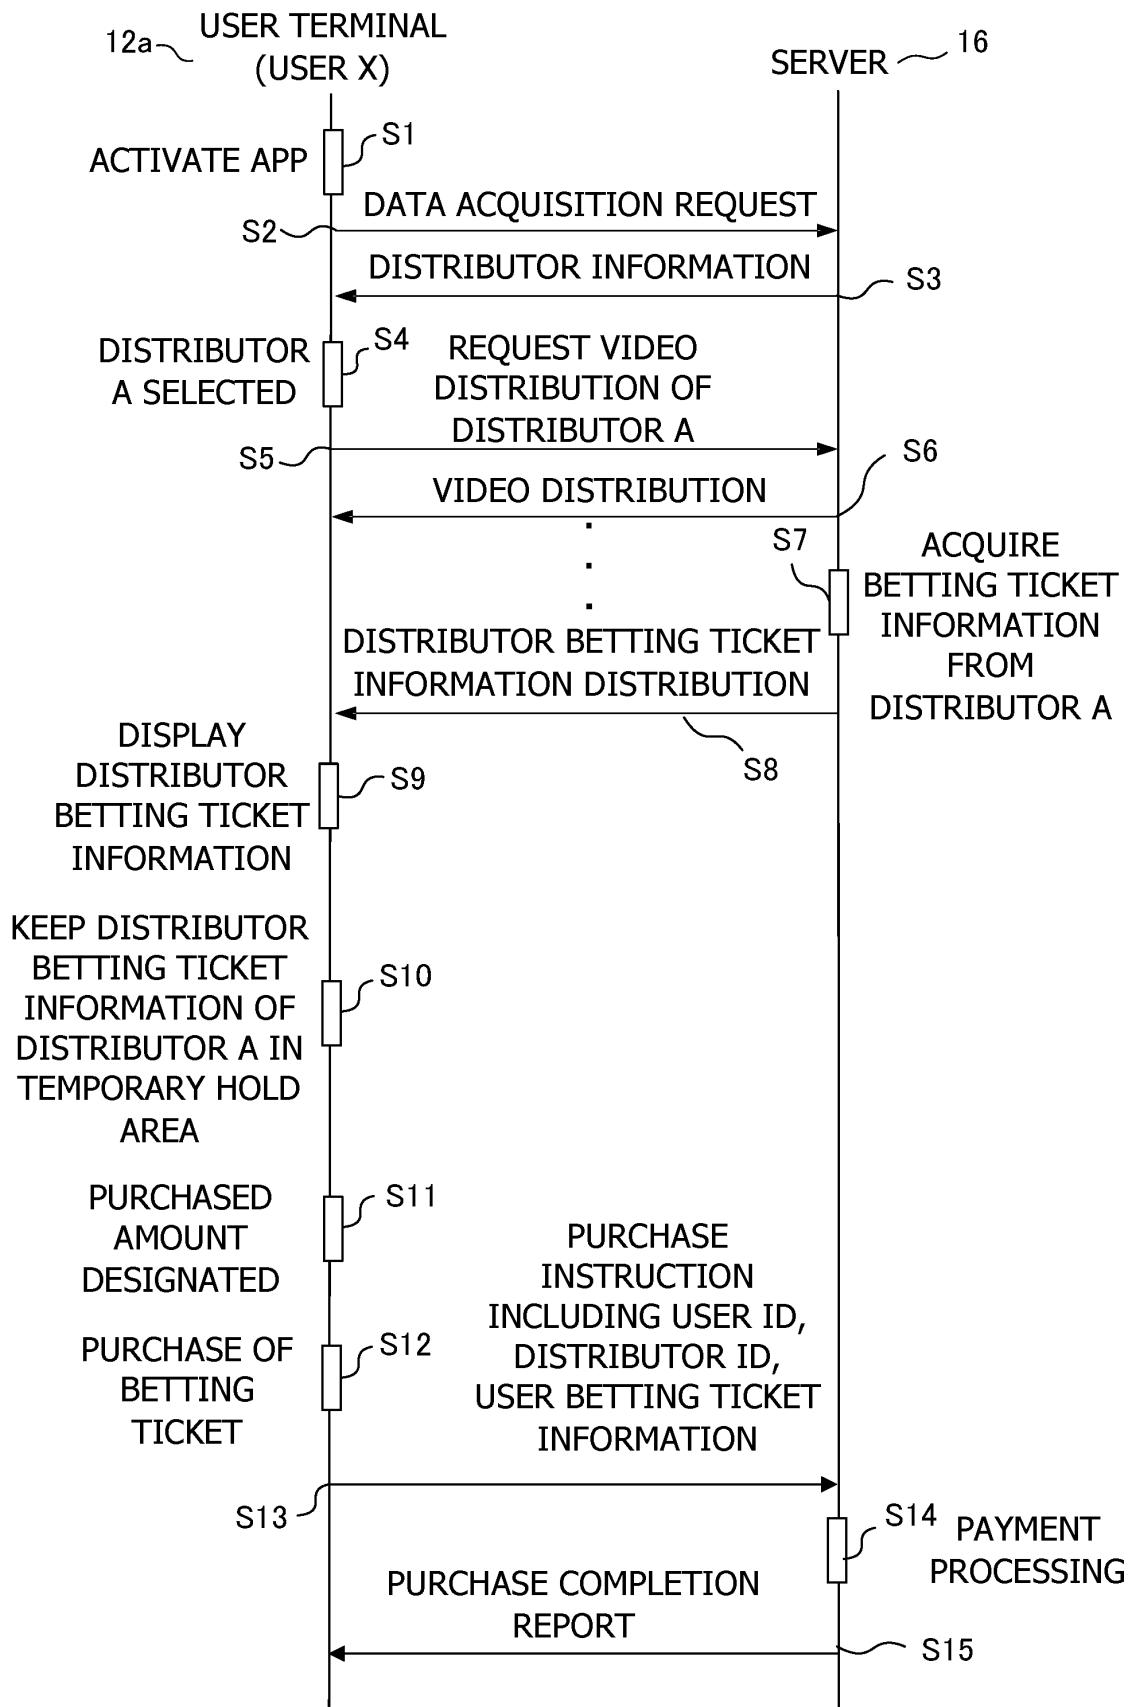 12a
USER TERMINAL
(USER X)
SERVER
16
ACTIVATE APP
S1
DATA ACQUISITION REQUEST
S2
DISTRIBUTOR INFORMATION
S3
DISTRIBUTOR
A SELECTED
S4
REQUEST VIDEO
DISTRIBUTION OF
DISTRIBUTOR A
S5
S6
VIDEO DISTRIBUTION
S7
ACQUIRE
BETTING TICKET
INFORMATION
FROM
DISTRIBUTOR A
DISTRIBUTOR BETTING TICKET
INFORMATION DISTRIBUTION
S8
DISPLAY
DISTRIBUTOR
BETTING TICKET
INFORMATION
S9
KEEP DISTRIBUTOR
BETTING TICKET
INFORMATION OF
DISTRIBUTOR A IN
TEMPORARY HOLD
AREA
S10
PURCHASED
AMOUNT
DESIGNATED
S11
PURCHASE OF
BETTING
TICKET
S12
PURCHASE
INSTRUCTION
INCLUDING USER ID,
DISTRIBUTOR ID,
USER BETTING TICKET
INFORMATION
S13
S14
PAYMENT
PROCESSING
PURCHASE COMPLETION
REPORT
S15